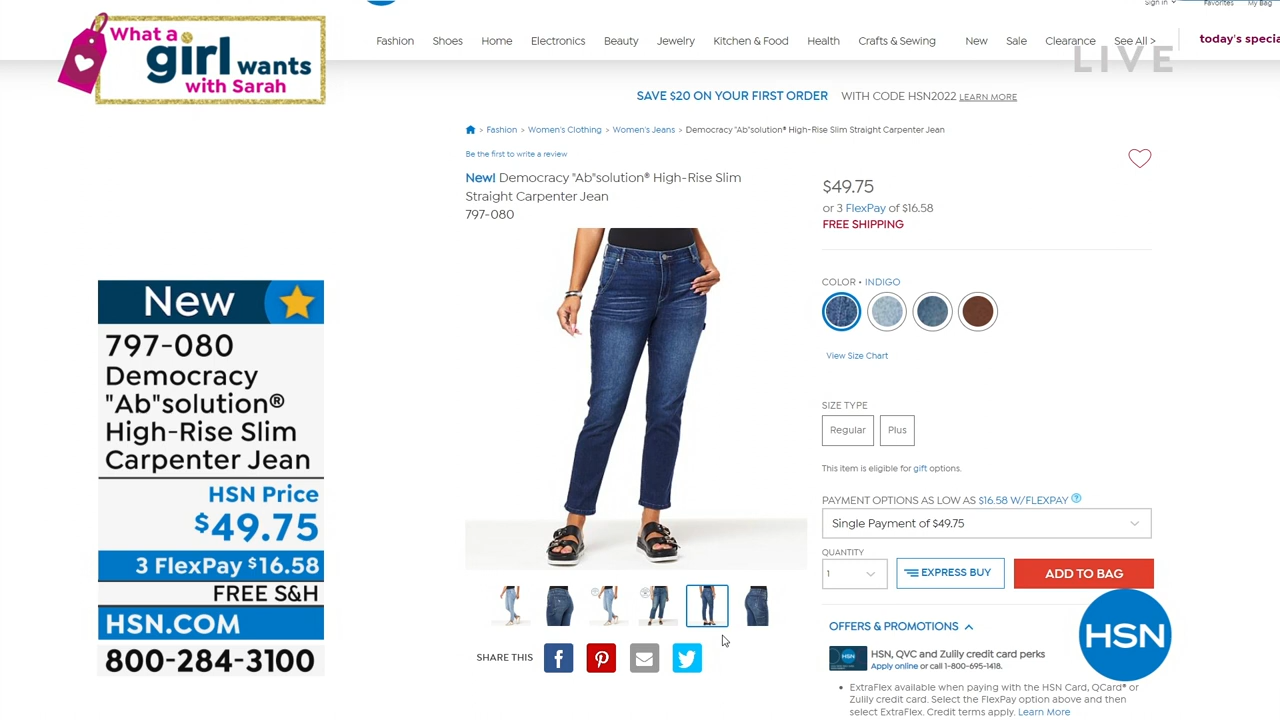 What a
girl wants
with Sarah
Sign in
Favorites
My Bag
Fashion
Shoes
Home
Electronics
Beauty
Jewelry
Kitchen & Food
Health
Crafts & Sewing
New
Sale
Clearance
See All >
today's specia
LIVE
SAVE $20 ON YOUR FIRST ORDER WITH CODE HSN2022 LEARN MORE
> Fashion > Women's Clothing > Women's Jeans > Democracy "Ab"solution® High-Rise Slim Straight Carpenter Jean
Be the first to write a review
New! Democracy "Ab"solution® High-Rise Slim
Straight Carpenter Jean
797-080
$49.75
or 3 FlexPay of $16.58
FREE SHIPPING
COLOR • INDIGO
View Size Chart
SIZE TYPE
Regular
Plus
This item is eligible for gift options.
PAYMENT OPTIONS AS LOW AS $16.58 W/FLEXPAY ?
Single Payment of $49.75
QUANTITY
1
EXPRESS BUY
ADD TO BAG
OFFERS & PROMOTIONS
HSN
HSN, QVC and Zulily credit card perks
Apply online or call 1-800-695-1418.
• ExtraFlex available when paying with the HSN Card, QCard® or
Zulily credit card. Select the FlexPay option above and then
select ExtraFlex. Credit terms apply. Learn More
SHARE THIS
HSN
New
797-080
Democracy
"Ab"solution®
High-Rise Slim
Carpenter Jean
HSN Price
$49.75
3 FlexPay $16.58
FREE S&H
HSN.COM
800-284-3100